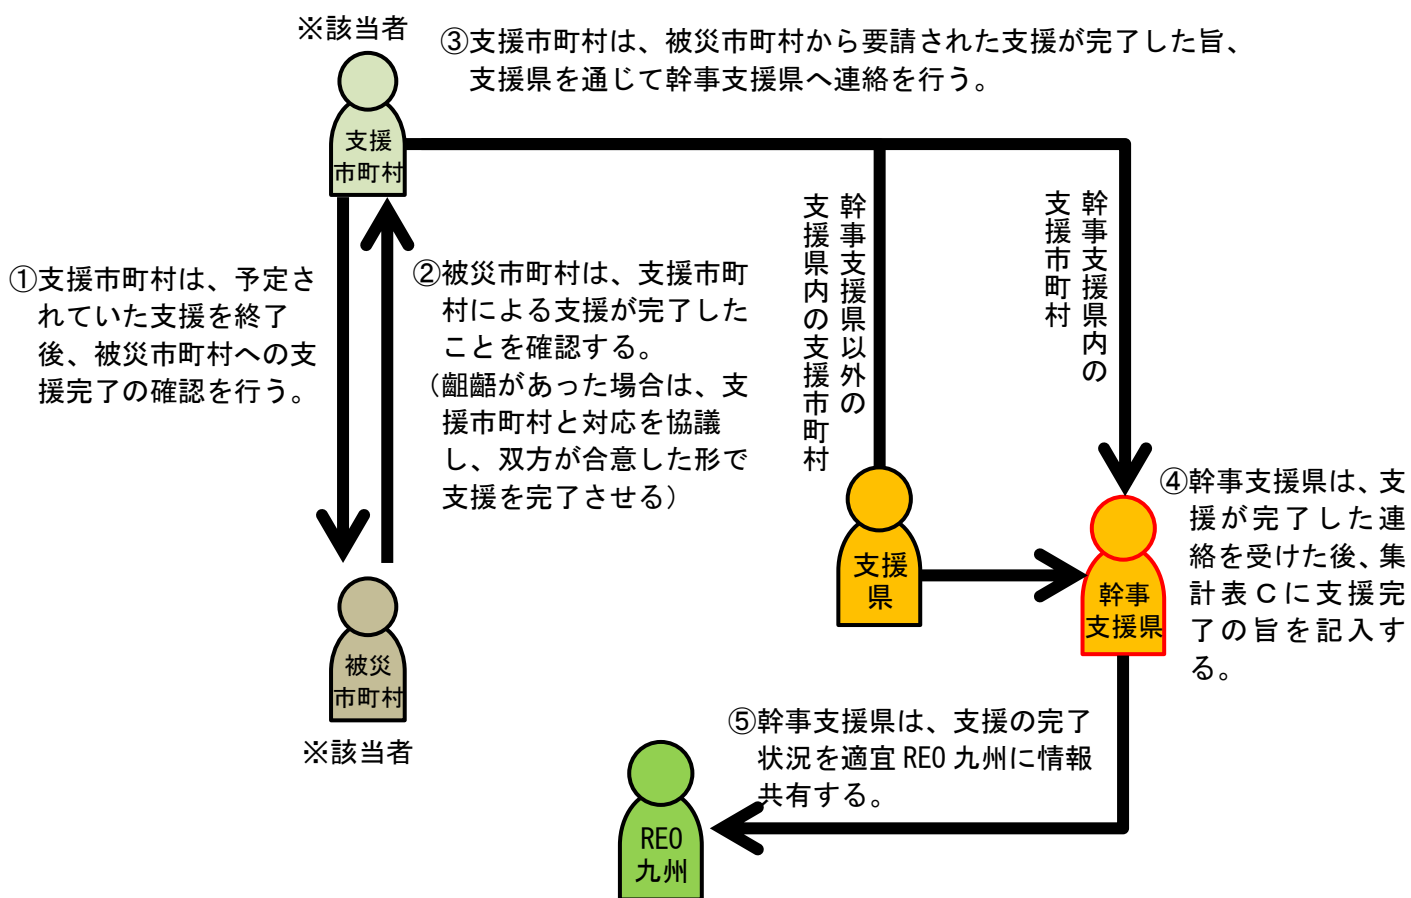 ※該当者
③支援市町村は、被災市町村から要請された支援が完了した旨、
支援県を通じて幹事支援県へ連絡を行う。
支援
市町村
①支援市町村は、予定さ
れていた支援を終了
後、被災市町村への支
援完了の確認を行う。
②被災市町村は、支援市町
村による支援が完了した
ことを確認する。
（齟齬があった場合は、支
援市町村と対応を協議
し、双方が合意した形で
支援を完了させる）
幹事支援県以外の
支援県内の支援市町村
幹事支援県内の
支援市町村
支援
県
幹事
支援県
④幹事支援県は、支
援が完了した連
絡を受けた後、集
計表Ｃに支援完
了の旨を記入す
る。
被災
市町村
※該当者
⑤幹事支援県は、支援の完了
状況を適宜 REO 九州に情報
共有する。
REO
九州